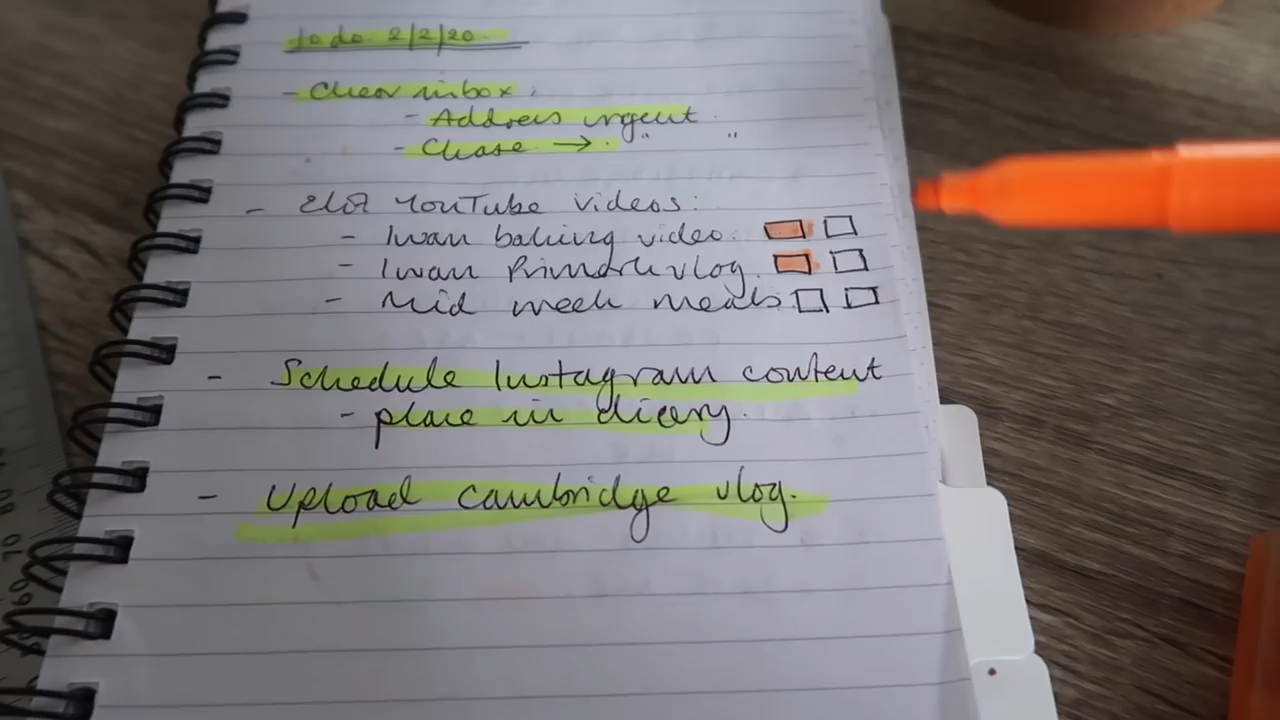 To do: 2/2/20
- Clear inbox:
- Address urgent
- Chase → " "
- Edit YouTube videos:
- Iwan baking video.
- Iwan Primark vlog.
- Mid week meals
- Schedule Instagram content
- place in diary.
- Upload cambridge vlog.